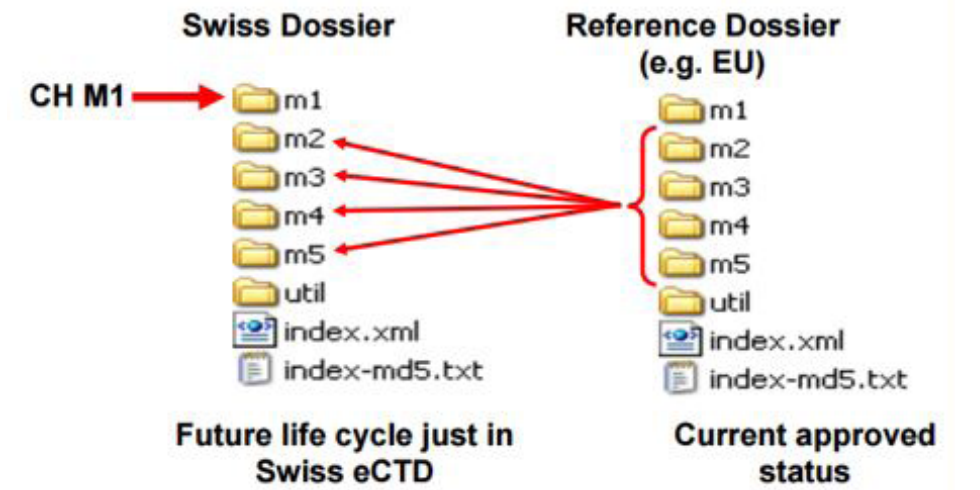 Swiss Dossier
Reference Dossier
(e.g. EU)
CH M1
m1
m2
m3
m4
m5
util
index.xml
index-md5.txt
m1
m2
m3
m4
m5
util
index.xml
index-md5.txt
Future life cycle just in
Swiss eCTD
Current approved
status